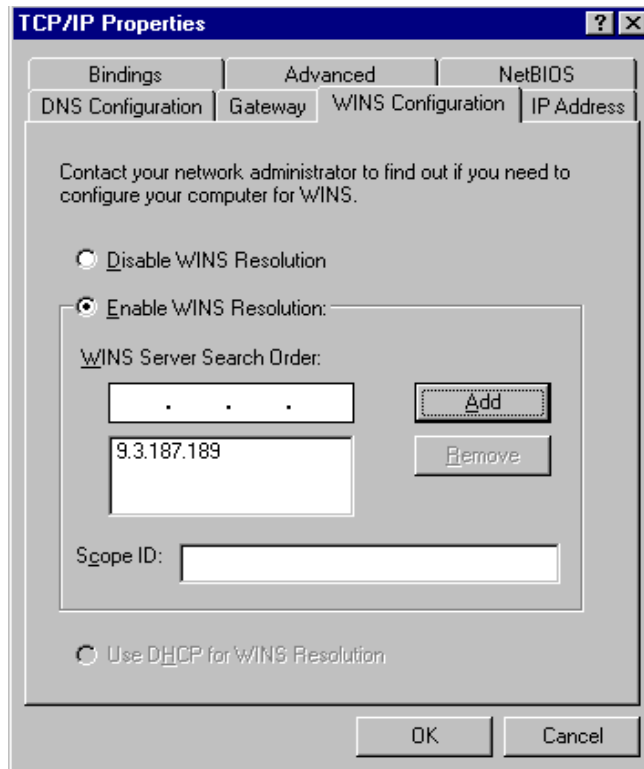 TCP/IP Properties
Bindings Advanced NetBIOS
DNS Configuration Gateway WINS Configuration IP Address
Contact your network administrator to find out if you need to
configure your computer for WINS.
Disable WINS Resolution
Enable WINS Resolution:
WINS Server Search Order:
. . .
Add
9.3.187.189
Remove
Scope ID:
Use DHCP for WINS Resolution
OK Cancel